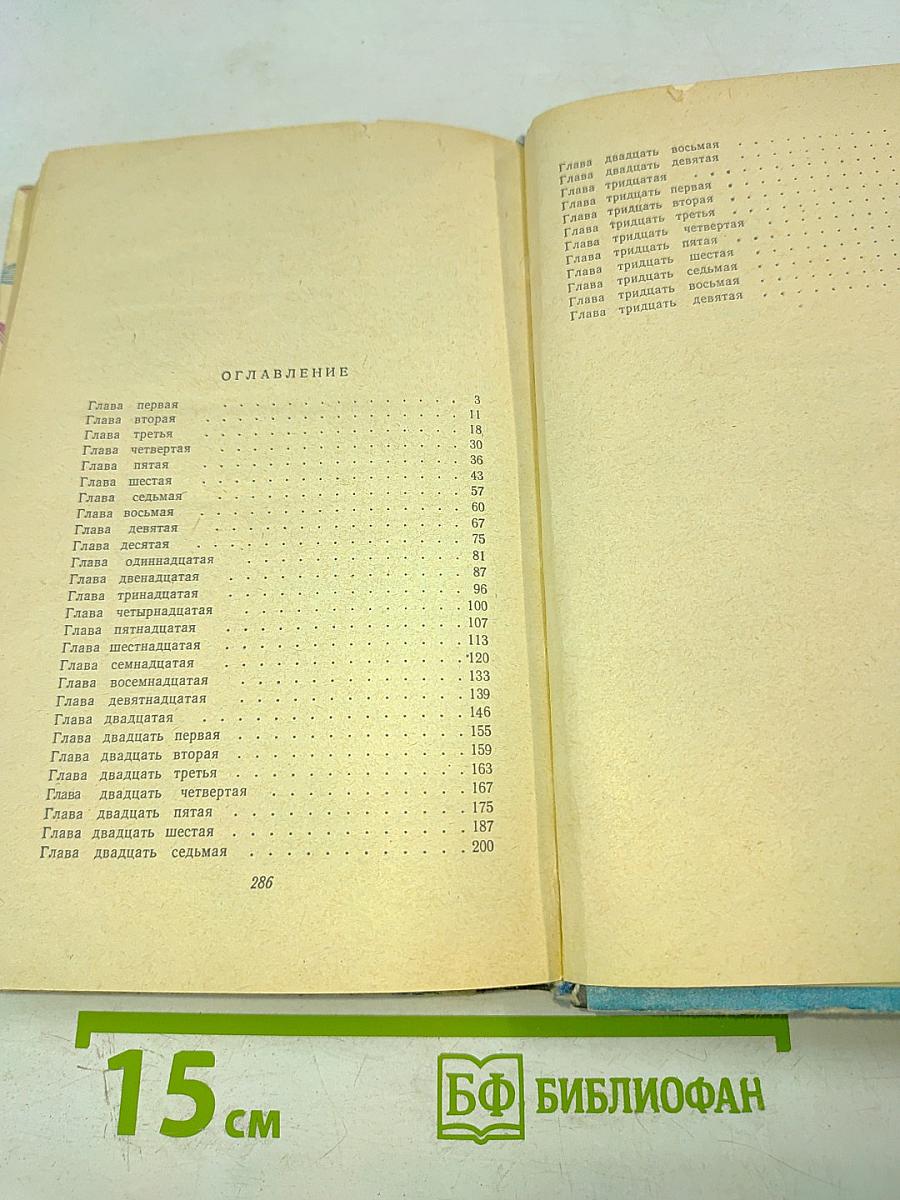 ОГЛАВЛЕНИЕ
Глава первая . . . . . . . . . . . . . . . 3
Глава вторая . . . . . . . . . . . . . . . 11
Глава третья . . . . . . . . . . . . . . . 18
Глава четвертая . . . . . . . . . . . . . . 30
Глава пятая . . . . . . . . . . . . . . . 36
Глава шестая . . . . . . . . . . . . . . . 43
Глава седьмая . . . . . . . . . . . . . . 57
Глава восьмая . . . . . . . . . . . . . . 60
Глава девятая . . . . . . . . . . . . . . 67
Глава десятая . . . . . . . . . . . . . . 75
Глава одиннадцатая . . . . . . . . . . . . 81
Глава двенадцатая . . . . . . . . . . . . 87
Глава тринадцатая . . . . . . . . . . . . 96
Глава четырнадцатая . . . . . . . . . . . 100
Глава пятнадцатая . . . . . . . . . . . . 107
Глава шестнадцатая . . . . . . . . . . . . 113
Глава семнадцатая . . . . . . . . . . . . 120
Глава восемнадцатая . . . . . . . . . . . 133
Глава девятнадцатая . . . . . . . . . . . 139
Глава двадцатая . . . . . . . . . . . . . 146
Глава двадцать первая . . . . . . . . . . . 155
Глава двадцать вторая . . . . . . . . . . . 159
Глава двадцать третья . . . . . . . . . . . 163
Глава двадцать четвертая . . . . . . . . . 167
Глава двадцать пятая . . . . . . . . . . . 175
Глава двадцать шестая . . . . . . . . . . . 187
Глава двадцать седьмая . . . . . . . . . . 200
286
Глава двадцать восьмая . . . . . . . .
Глава двадцать девятая . . . . . . . .
Глава тридцатая . . . . . . . . . .
Глава тридцать первая . . . . . . . .
Глава тридцать вторая . . . . . . . .
Глава тридцать третья . . . . . . . .
Глава тридцать четвертая . . . . . . .
Глава тридцать пятая . . . . . . . .
Глава тридцать шестая . . . . . . . .
Глава тридцать седьмая . . . . . . . .
Глава тридцать восьмая . . . . . . . .
Глава тридцать девятая . . . . . . . .
15 см
БФ БИБЛИОФАН